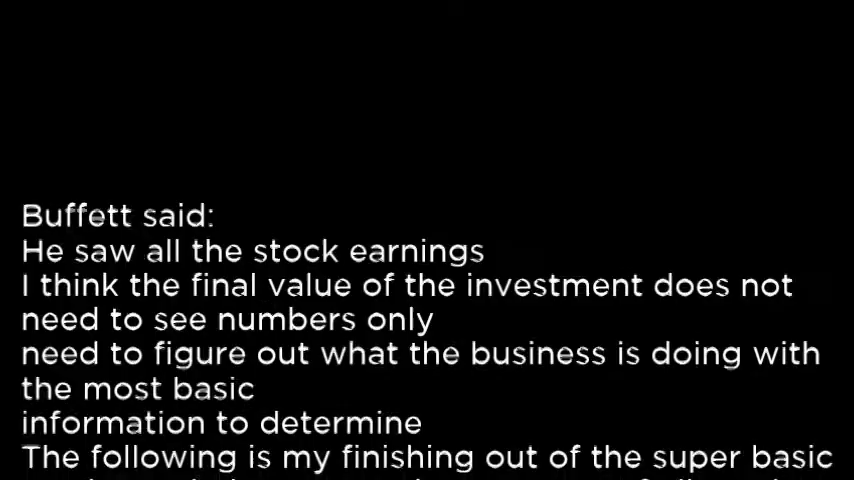 Buffett said:
He saw all the stock earnings
I think the final value of the investment does not
need to see numbers only
need to figure out what the business is doing with
the most basic
information to determine
The following is my finishing out of the super basic